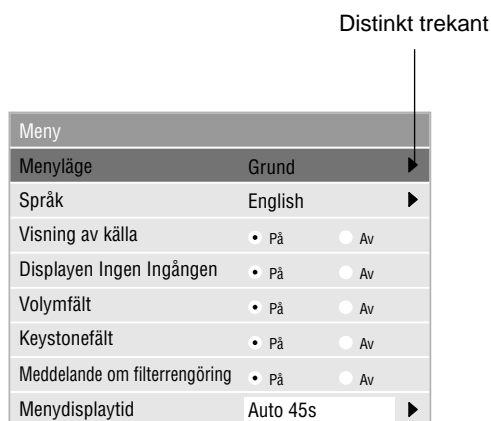 Distinkt trekant
Meny
Menyläge Grund
Språk English
Visning av källa På Av
Displayen Ingen Ingången På Av
Volymfält På Av
Keystonefält På Av
Meddelande om filterrengöring På Av
Menydisplaytid Auto 45s